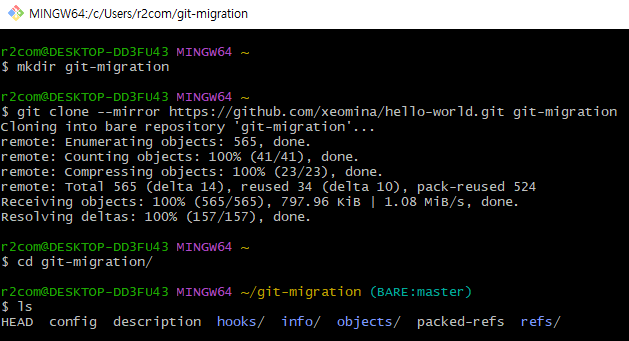 MINGW64:/c/Users/r2com/git-migration
r2com@DESKTOP-DD3FU43 MINGW64 ~
$ mkdir git-migration
r2com@DESKTOP-DD3FU43 MINGW64 ~
$ git clone --mirror https://github.com/xeomina/hello-world.git git-migration
Cloning into bare repository 'git-migration'...
remote: Enumerating objects: 565, done.
remote: Counting objects: 100% (41/41), done.
remote: Compressing objects: 100% (23/23), done.
remote: Total 565 (delta 14), reused 34 (delta 10), pack-reused 524
Receiving objects: 100% (565/565), 797.96 KiB | 1.08 MiB/s, done.
Resolving deltas: 100% (157/157), done.
r2com@DESKTOP-DD3FU43 MINGW64 ~
$ cd git-migration/
r2com@DESKTOP-DD3FU43 MINGW64 ~/git-migration (BARE:master)
$ ls
HEAD  config  description  hooks/  info/  objects/  packed-refs  refs/